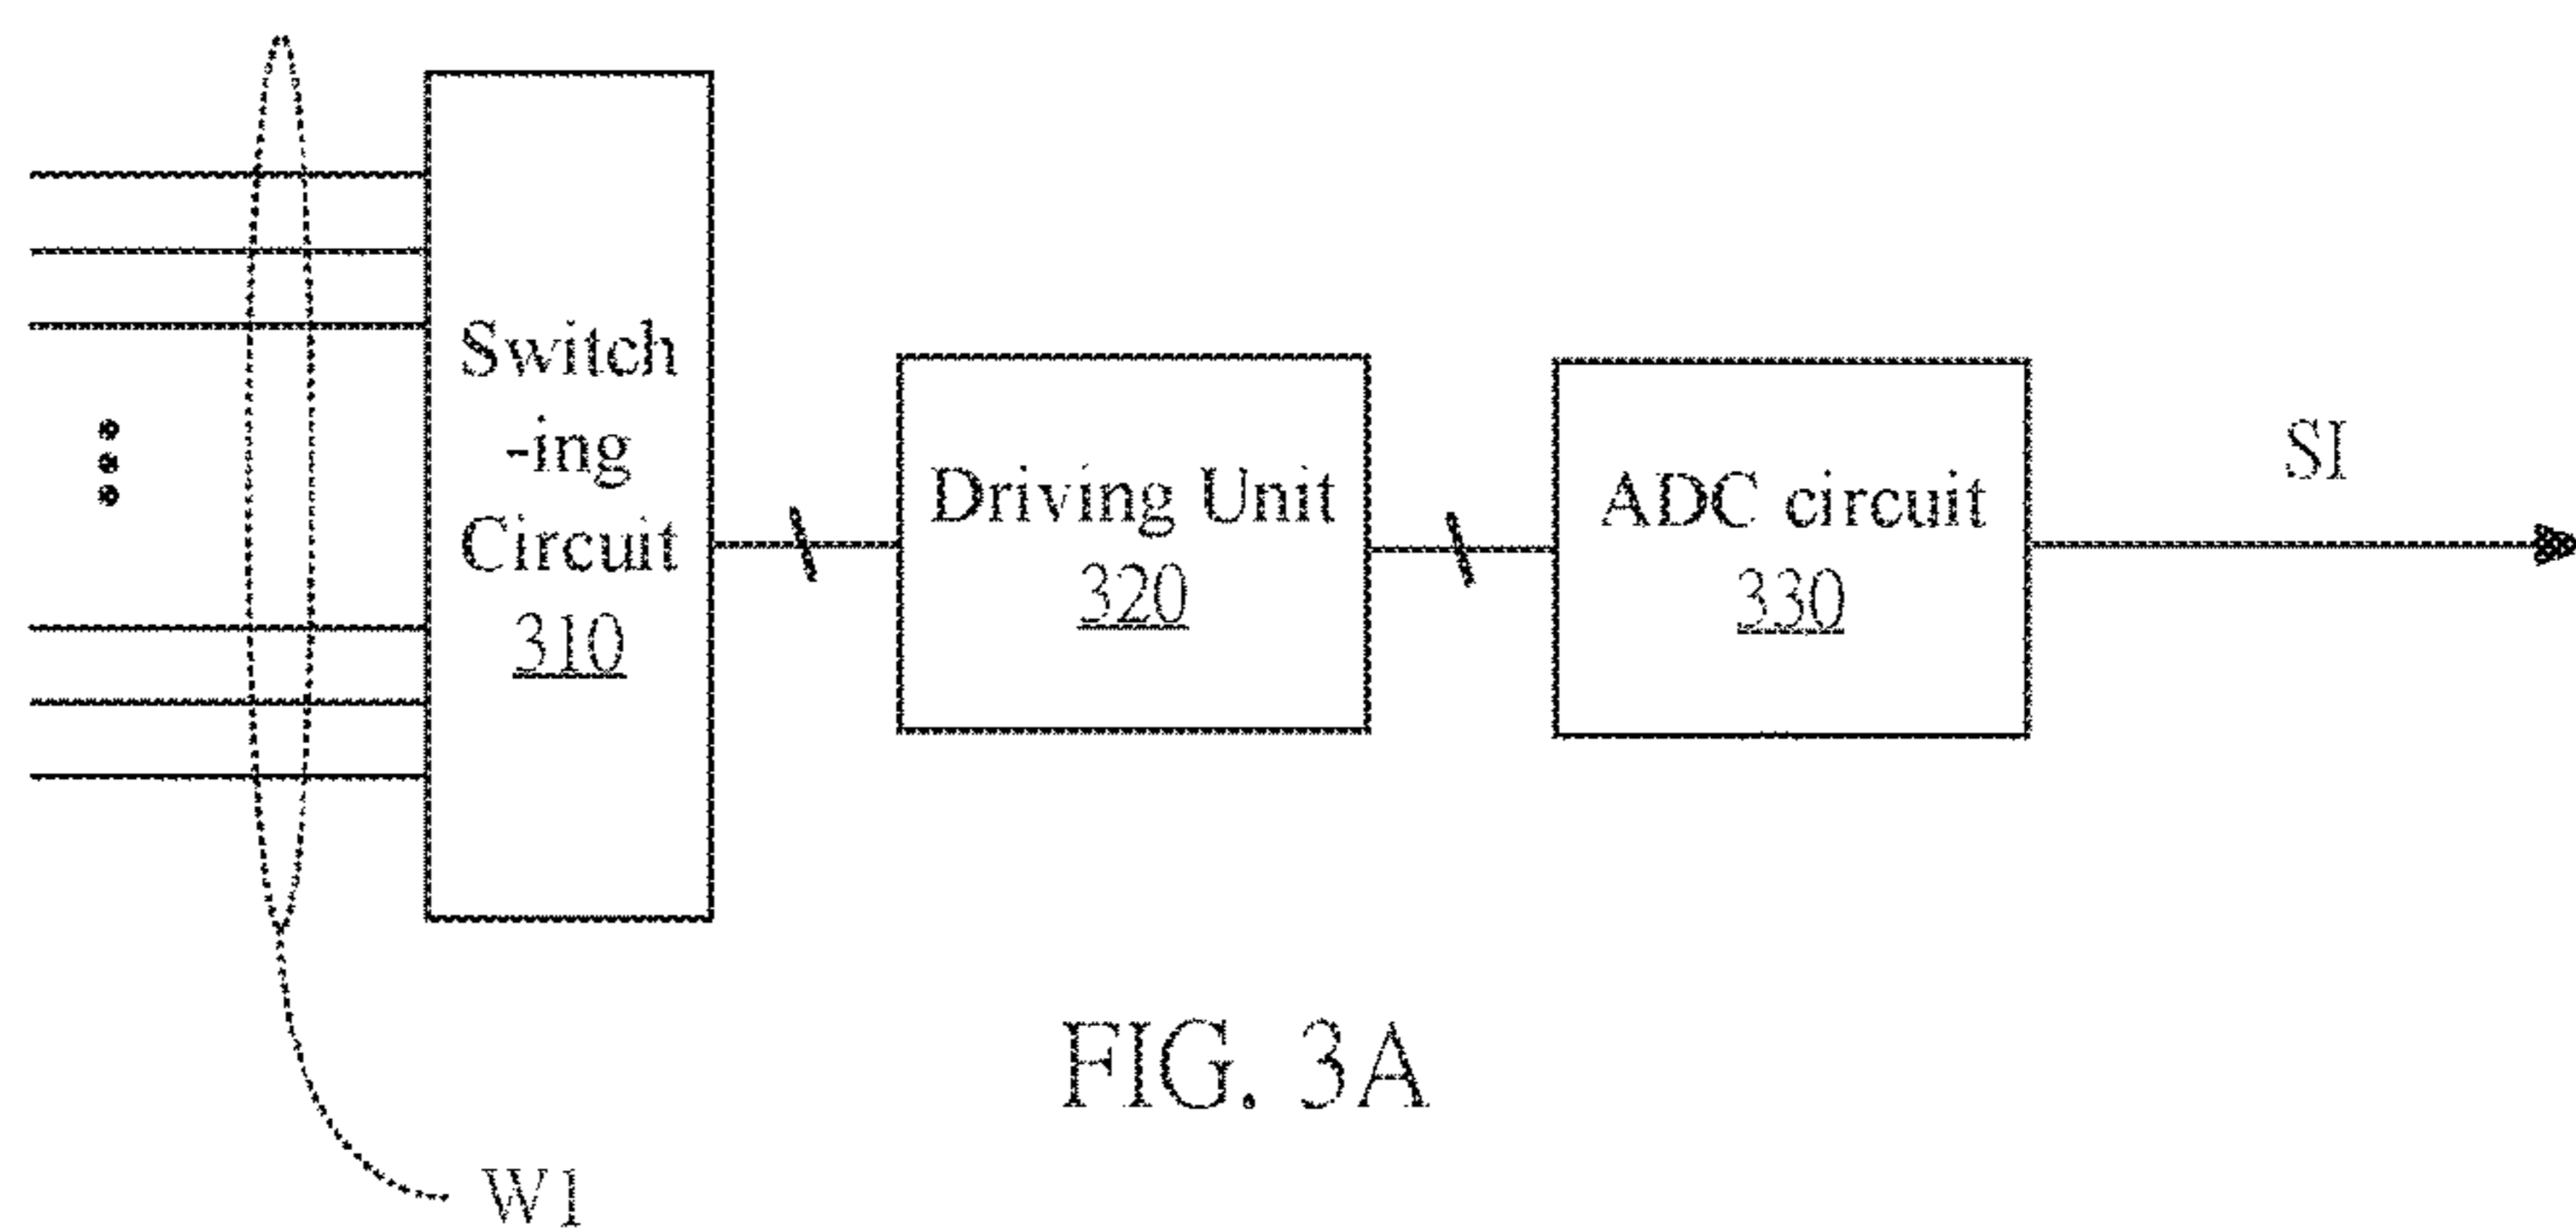 Switch
-ing
Circuit
310
Driving Unit
320
ADC circuit
330
SI
FIG. 3A
W1